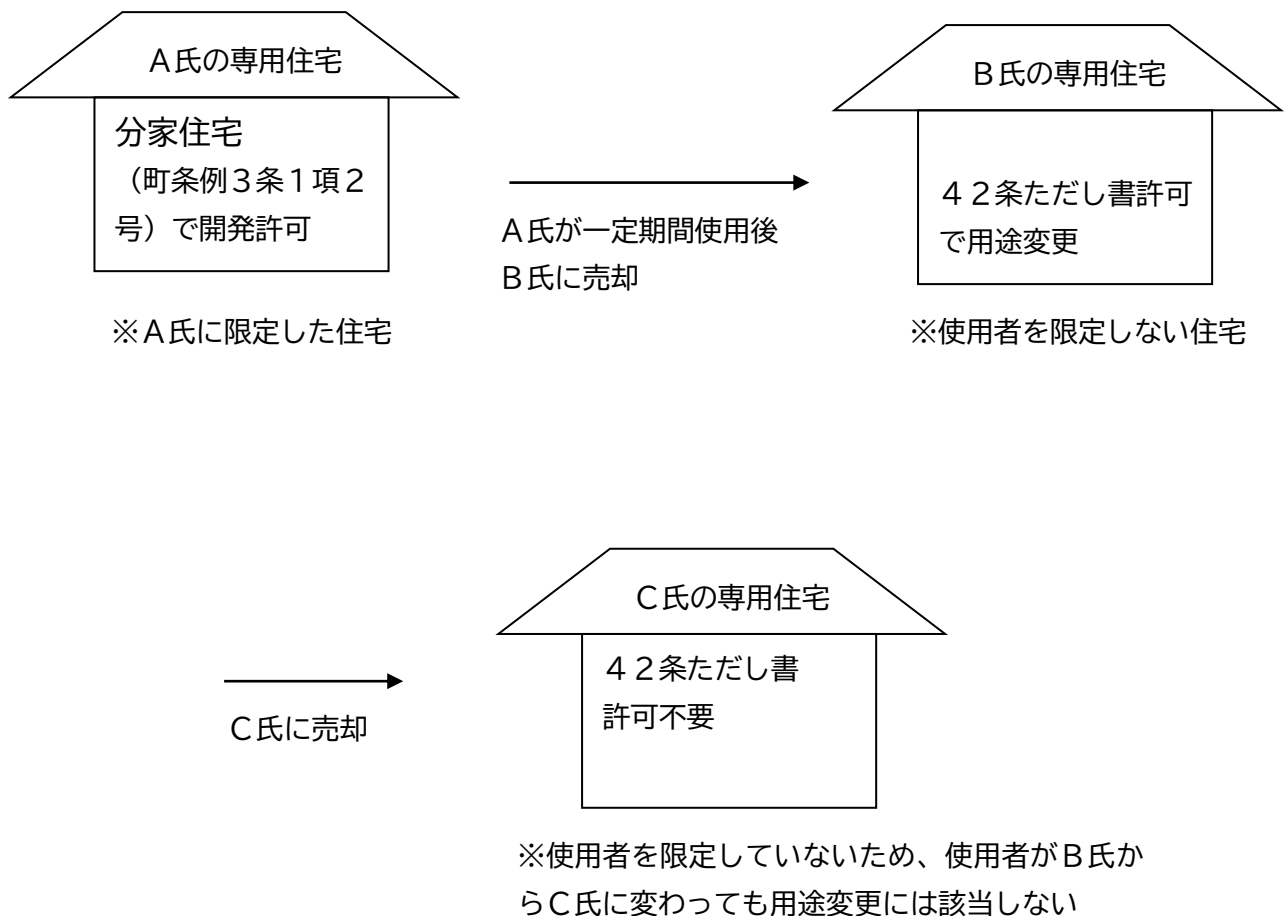 A氏の専用住宅
分家住宅
（町条例３条１項２
号）で開発許可
※A氏に限定した住宅
A氏が一定期間使用後
B氏に売却
B氏の専用住宅
４２条ただし書許可
で用途変更
※使用者を限定しない住宅
C氏に売却
C氏の専用住宅
４２条ただし書
許可不要
※使用者を限定していないため、使用者がB氏か
らC氏に変わっても用途変更には該当しない